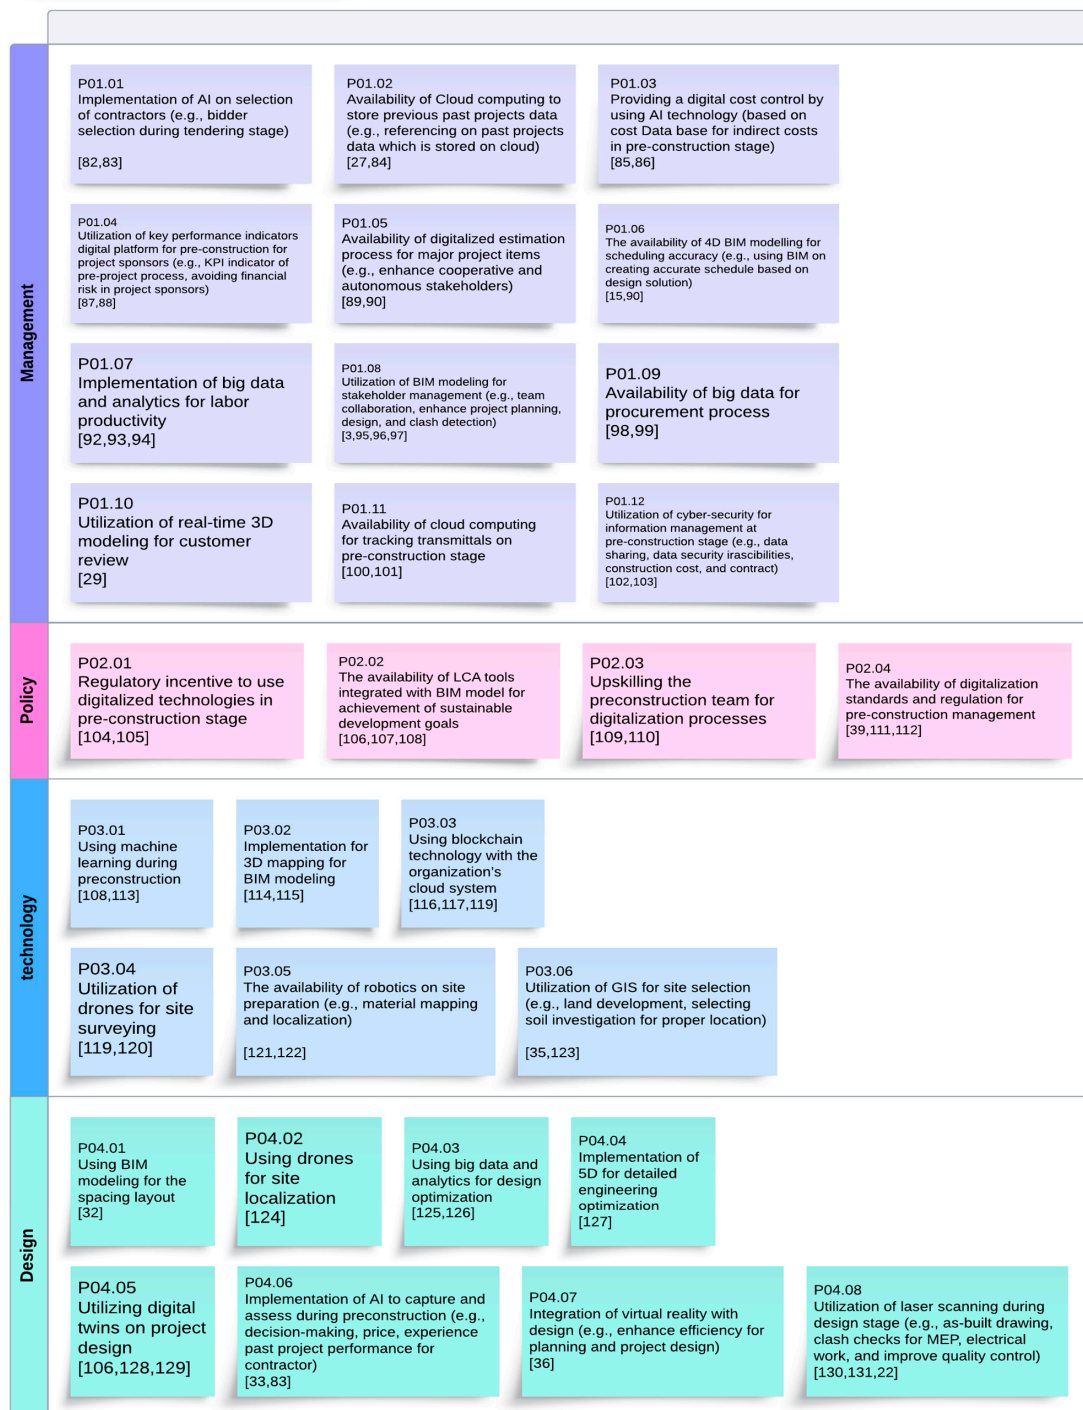 Management
P01.01
Implementation of AI on selection
of contractors (e.g., bidder
selection during tendering stage)
[82,83]
P01.02
Availability of Cloud computing to
store previous past projects data
(e.g., referencing on past projects
data which is stored on cloud)
[27,84]
P01.03
Providing a digital cost control by
using AI technology (based on
cost Data base for indirect costs
in pre-construction stage)
[85,86]
P01.04
Utilization of key performance indicators
digital platform for pre-construction for
project sponsors (e.g., KPI indicator of
pre-project process, avoiding financial
risk in project sponsors)
[87,88]
P01.05
Availability of digitalized estimation
process for major project items
(e.g., enhance cooperative and
autonomous stakeholders)
[89,90]
P01.06
The availability of 4D BIM modelling for
scheduling accuracy (e.g., using BIM on
creating accurate schedule based on
design solution)
[15,90]
P01.07
Implementation of big data
and analytics for labor
productivity
[92,93,94]
P01.08
Utilization of BIM modeling for
stakeholder management (e.g., team
collaboration, enhance project planning,
design, and clash detection)
[3,95,96,97]
P01.09
Availability of big data for
procurement process
[98,99]
P01.10
Utilization of real-time 3D
modeling for customer
review
[29]
P01.11
Availability of cloud computing
for tracking transmittals on
pre-construction stage
[100,101]
P01.12
Utilization of cyber-security for
information management at
pre-construction stage (e.g., data
sharing, data security irascibilities,
construction cost, and contract)
[102,103]
Policy
P02.01
Regulatory incentive to use
digitalized technologies in
pre-construction stage
[104,105]
P02.02
The availability of LCA tools
integrated with BIM model for
achievement of sustainable
development goals
[106,107,108]
P02.03
Upskilling the
preconstruction team for
digitalization processes
[109,110]
P02.04
The availability of digitalization
standards and regulation for
pre-construction management
[39,111,112]
technology
P03.01
Using machine
learning during
preconstruction
[108,113]
P03.02
Implementation for
3D mapping for
BIM modeling
[114,115]
P03.03
Using blockchain
technology with the
organization's
cloud system
[116,117,119]
P03.04
Utilization of
drones for site
surveying
[119,120]
P03.05
The availability of robotics on site
preparation (e.g., material mapping
and localization)
[121,122]
P03.06
Utilization of GIS for site selection
(e.g., land development, selecting
soil investigation for proper location)
[35,123]
Design
P04.01
Using BIM
modeling for the
spacing layout
[32]
P04.02
Using drones
for site
localization
[124]
P04.03
Using big data and
analytics for design
optimization
[125,126]
P04.04
Implementation of
5D for detailed
engineering
optimization
[127]
P04.05
Utilizing digital
twins on project
design
[106,128,129]
P04.06
Implementation of AI to capture and
assess during preconstruction (e.g.,
decision-making, price, experience
past project performance for
contractor)
[33,83]
P04.07
Integration of virtual reality with
design (e.g., enhance efficiency for
planning and project design)
[36]
P04.08
Utilization of laser scanning during
design stage (e.g., as-built drawing,
clash checks for MEP, electrical
work, and improve quality control)
[130,131,22]